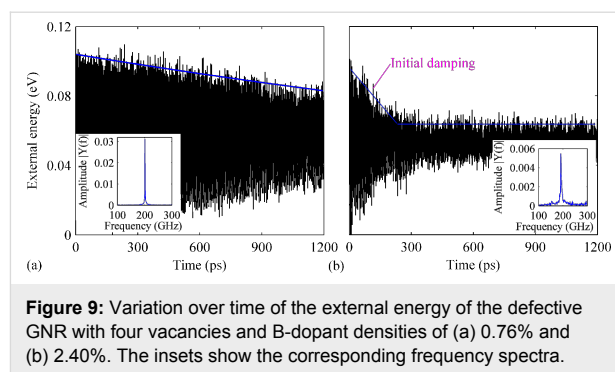 0.12
0.08
0.04
0
External energy (eV)
Initial damping
Amplitude |Y(f)|
0.03
0.02
0.01
0
100 200 300
Frequency (GHz)
Amplitude |Y(f)|
0.006
0.004
0.002
0
100 200 300
Frequency (GHz)
0 300 600 900 1200
0 300 600 900 1200
(a) Time (ps) (b) Time (ps)
Figure 9: Variation over time of the external energy of the defective
GNR with four vacancies and B-dopant densities of (a) 0.76% and
(b) 2.40%. The insets show the corresponding frequency spectra.